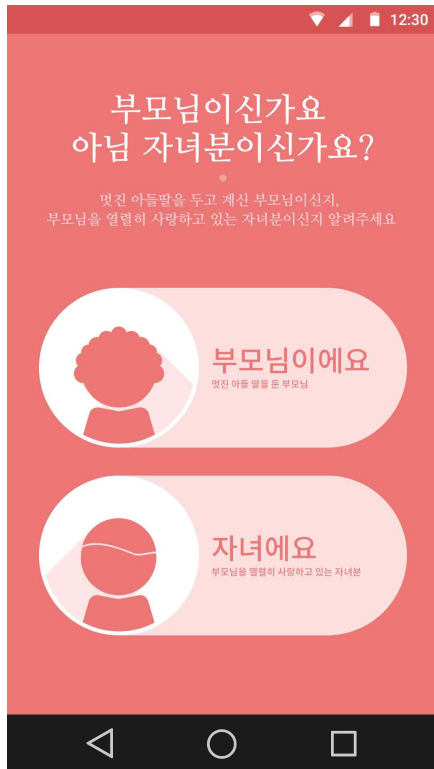 12:30
부모님이신가요
아님 자녀분이신가요?
멋진 아들딸을 두고 계신 부모님이신지,
부모님을 열렬히 사랑하고 있는 자녀분이신지 알려주세요
부모님이에요
멋진 아들 딸을 둔 부모님
자녀에요
부모님을 열렬히 사랑하고 있는 자녀분